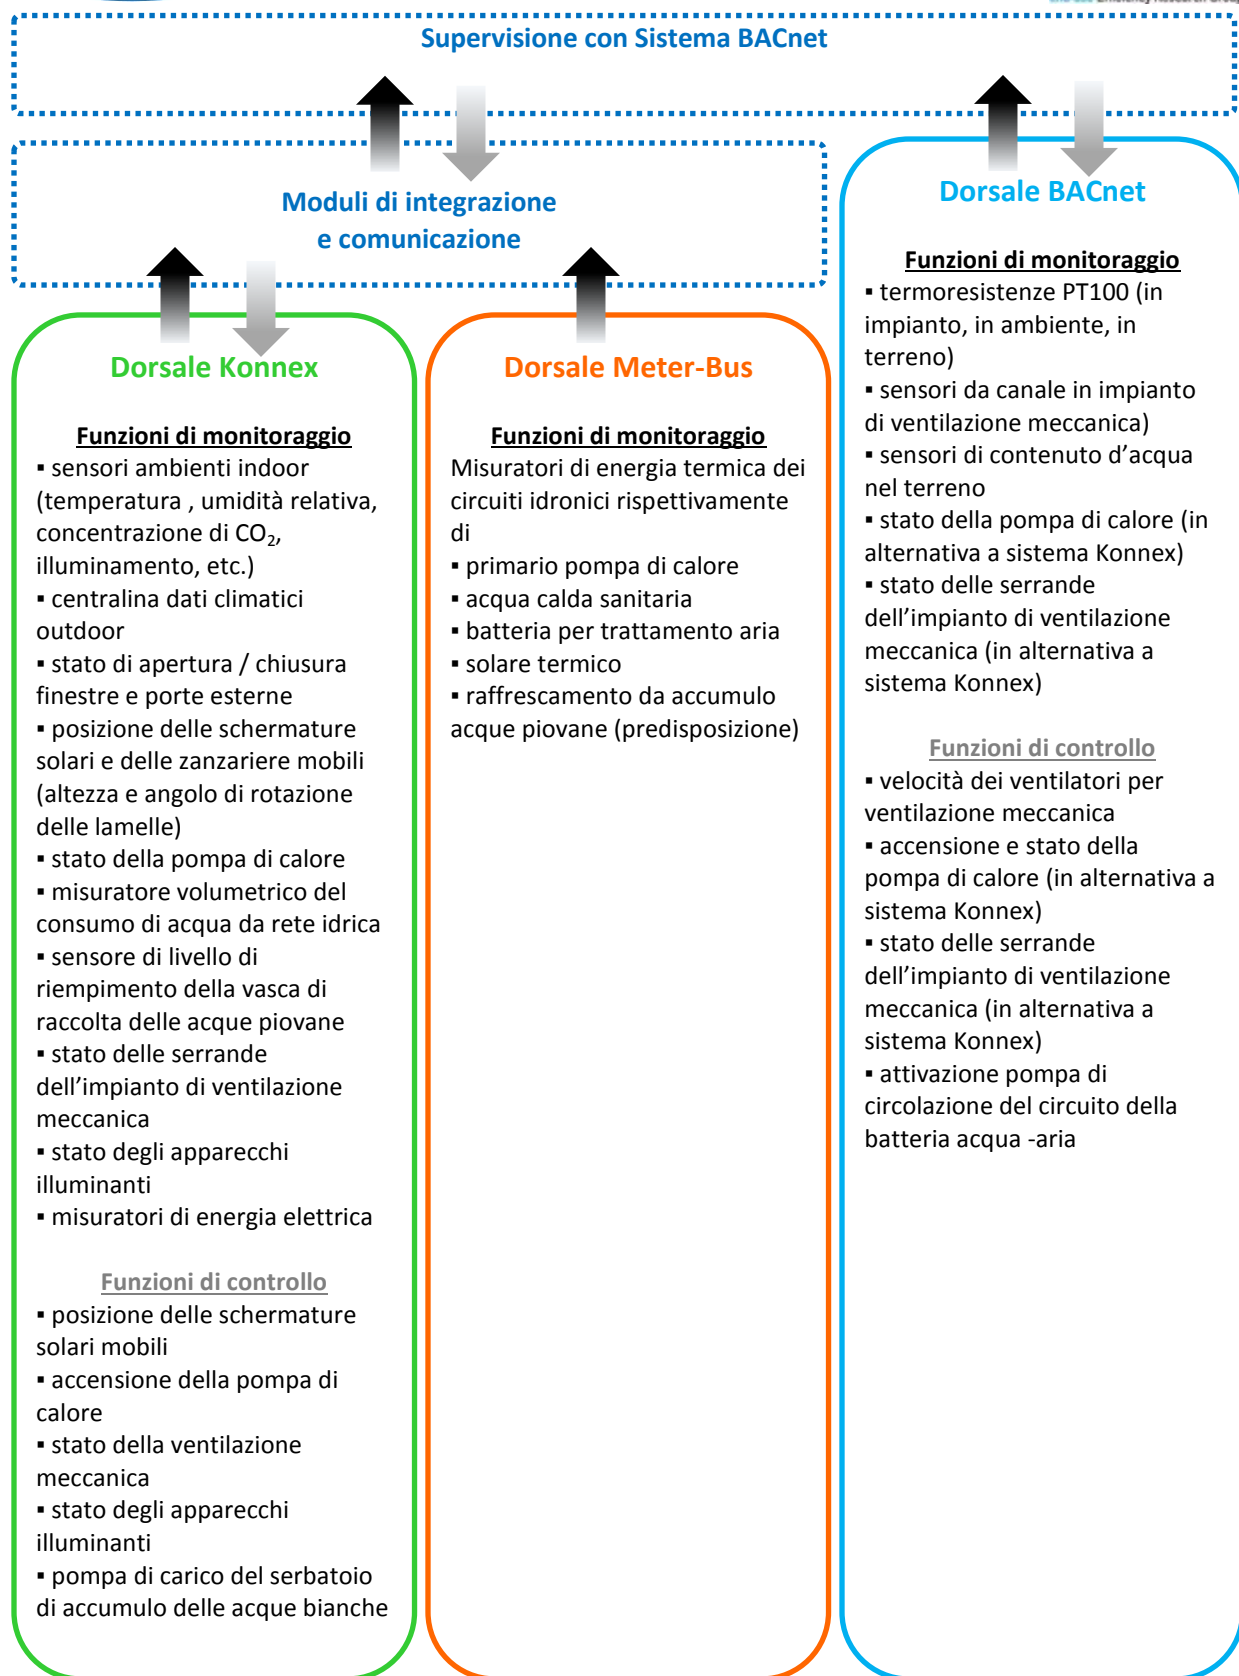 End-use Efficiency Research Group
Supervisione con Sistema BACnet
Moduli di integrazione
e comunicazione
Dorsale Konnex
Funzioni di monitoraggio
▪ sensori ambienti indoor
(temperatura , umidità relativa,
concentrazione di CO₂,
illuminamento, etc.)
▪ centralina dati climatici
outdoor
▪ stato di apertura / chiusura
finestre e porte esterne
▪ posizione delle schermature
solari e delle zanzariere mobili
(altezza e angolo di rotazione
delle lamelle)
▪ stato della pompa di calore
▪ misuratore volumetrico del
consumo di acqua da rete idrica
▪ sensore di livello di
riempimento della vasca di
raccolta delle acque piovane
▪ stato delle serrande
dell’impianto di ventilazione
meccanica
▪ stato degli apparecchi
illuminanti
▪ misuratori di energia elettrica
Funzioni di controllo
▪ posizione delle schermature
solari mobili
▪ accensione della pompa di
calore
▪ stato della ventilazione
meccanica
▪ stato degli apparecchi
illuminanti
▪ pompa di carico del serbatoio
di accumulo delle acque bianche
Dorsale Meter-Bus
Funzioni di monitoraggio
Misuratori di energia termica dei
circuiti idronici rispettivamente
di
▪ primario pompa di calore
▪ acqua calda sanitaria
▪ batteria per trattamento aria
▪ solare termico
▪ raffrescamento da accumulo
acque piovane (predisposizione)
Dorsale BACnet
Funzioni di monitoraggio
▪ termoresistenze PT100 (in
impianto, in ambiente, in
terreno)
▪ sensori da canale in impianto
di ventilazione meccanica)
▪ sensori di contenuto d’acqua
nel terreno
▪ stato della pompa di calore (in
alternativa a sistema Konnex)
▪ stato delle serrande
dell’impianto di ventilazione
meccanica (in alternativa a
sistema Konnex)
Funzioni di controllo
▪ velocità dei ventilatori per
ventilazione meccanica
▪ accensione e stato della
pompa di calore (in alternativa a
sistema Konnex)
▪ stato delle serrande
dell’impianto di ventilazione
meccanica (in alternativa a
sistema Konnex)
▪ attivazione pompa di
circolazione del circuito della
batteria acqua -aria